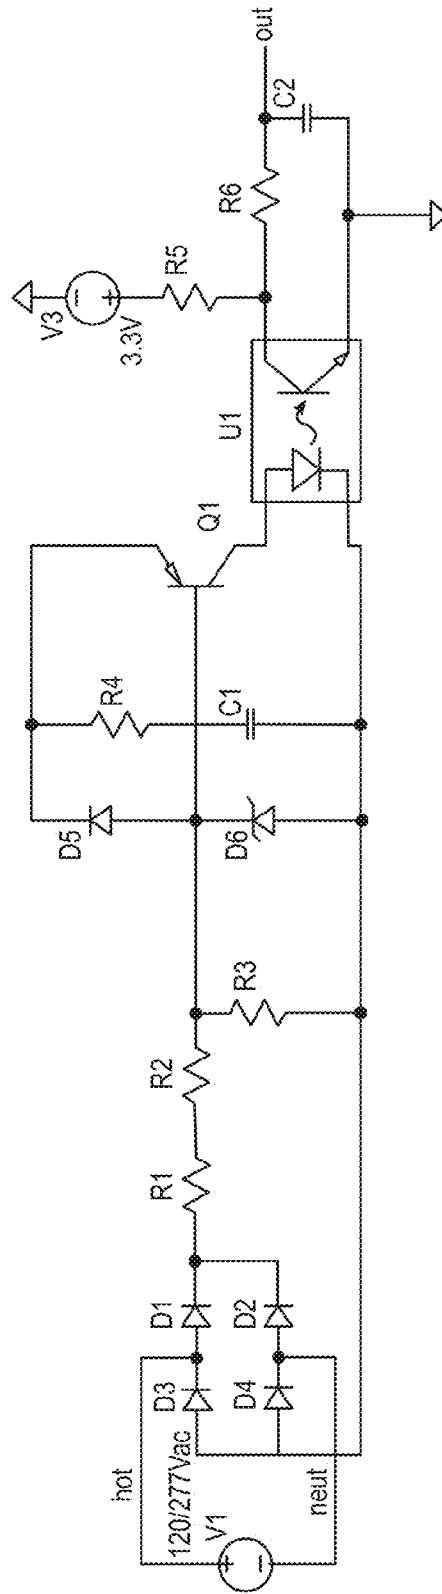 hot
120/277Vac
V1
neut
D3
D1
D4
D2
R1
R2
R3
D5
D6
R4
C1
Q1
U1
V3
3.3V
R5
R6
C2
out